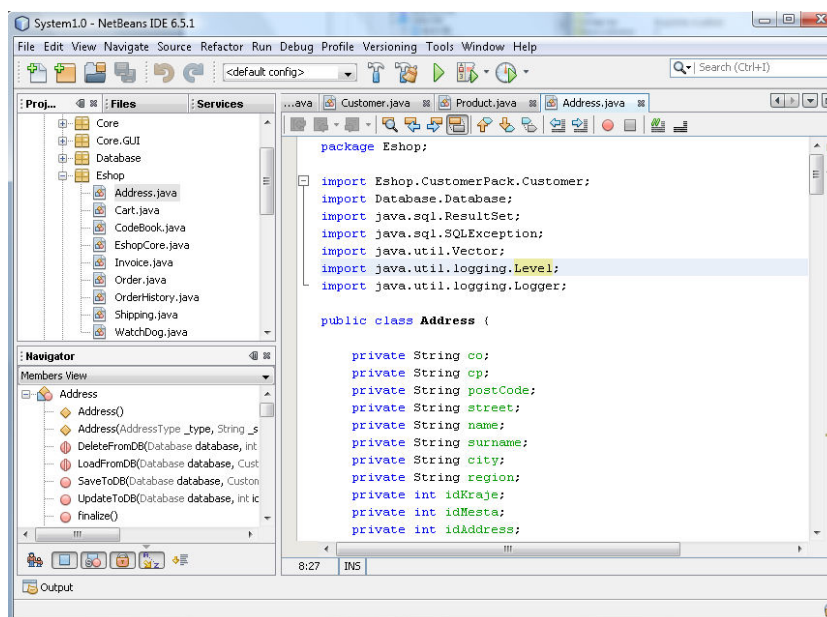 System1.0 - NetBeans IDE 6.5.1
File Edit View Navigate Source Refactor Run Debug Profile Versioning Tools Window Help
<default config>
Search (Ctrl+I)
Proj... Files Services
Core
Core.GUI
Database
Eshop
Address.java
Cart.java
CodeBook.java
EshopCore.java
Invoice.java
Order.java
OrderHistory.java
Shipping.java
WatchDog.java
Navigator
Members View
Address
Address()
Address(AddressType _type, String _s
DeleteFromDB(Database database, int
LoadFromDB(Database database, Cust
SaveToDB(Database database, Custon
UpdateToDB(Database database, int ic
finalize()
...ava Customer.java Product.java Address.java
package Eshop;
import Eshop.CustomerPack.Customer;
import Database.Database;
import java.sql.ResultSet;
import java.sql.SQLException;
import java.util.Vector;
import java.util.logging.Level;
import java.util.logging.Logger;
public class Address {
private String co;
private String cp;
private String postCode;
private String street;
private String name;
private String surname;
private String city;
private String region;
private int idKraje;
private int idMesta;
private int idAddress;
8:27 INS
Output